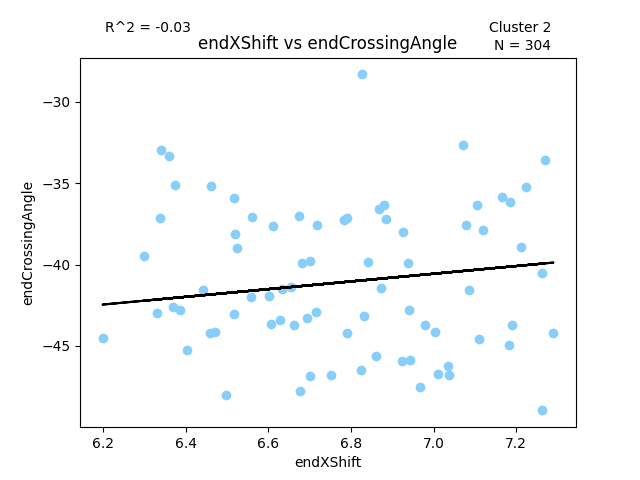 R^2 = -0.03
Cluster 2
endXShift vs endCrossingAngle
N = 304
−30
−35
−40
−45
endCrossingAngle
6.2
6.4
6.6
6.8
7.0
7.2
endXShift